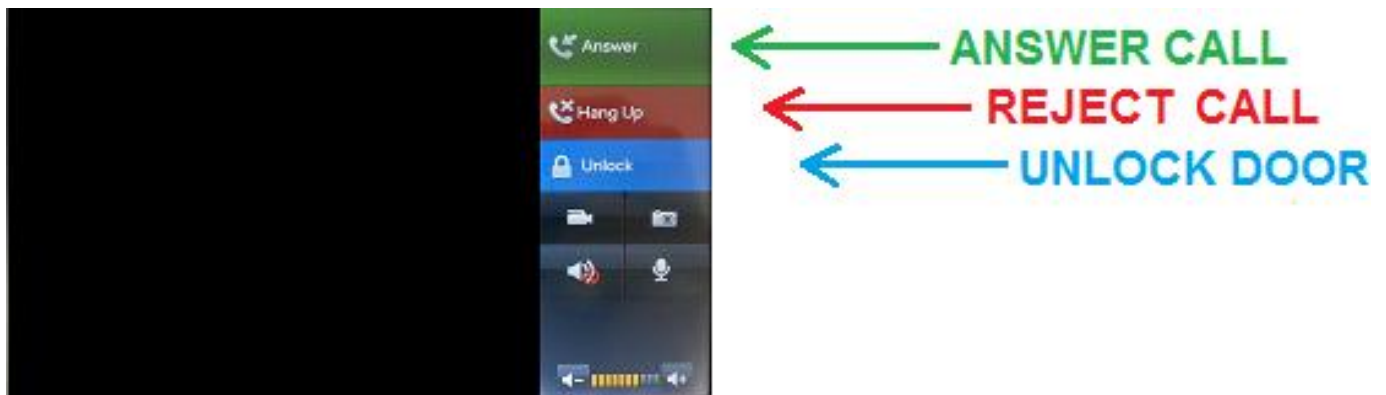 Answer
Hang Up
Unlock
ANSWER CALL
REJECT CALL
UNLOCK DOOR